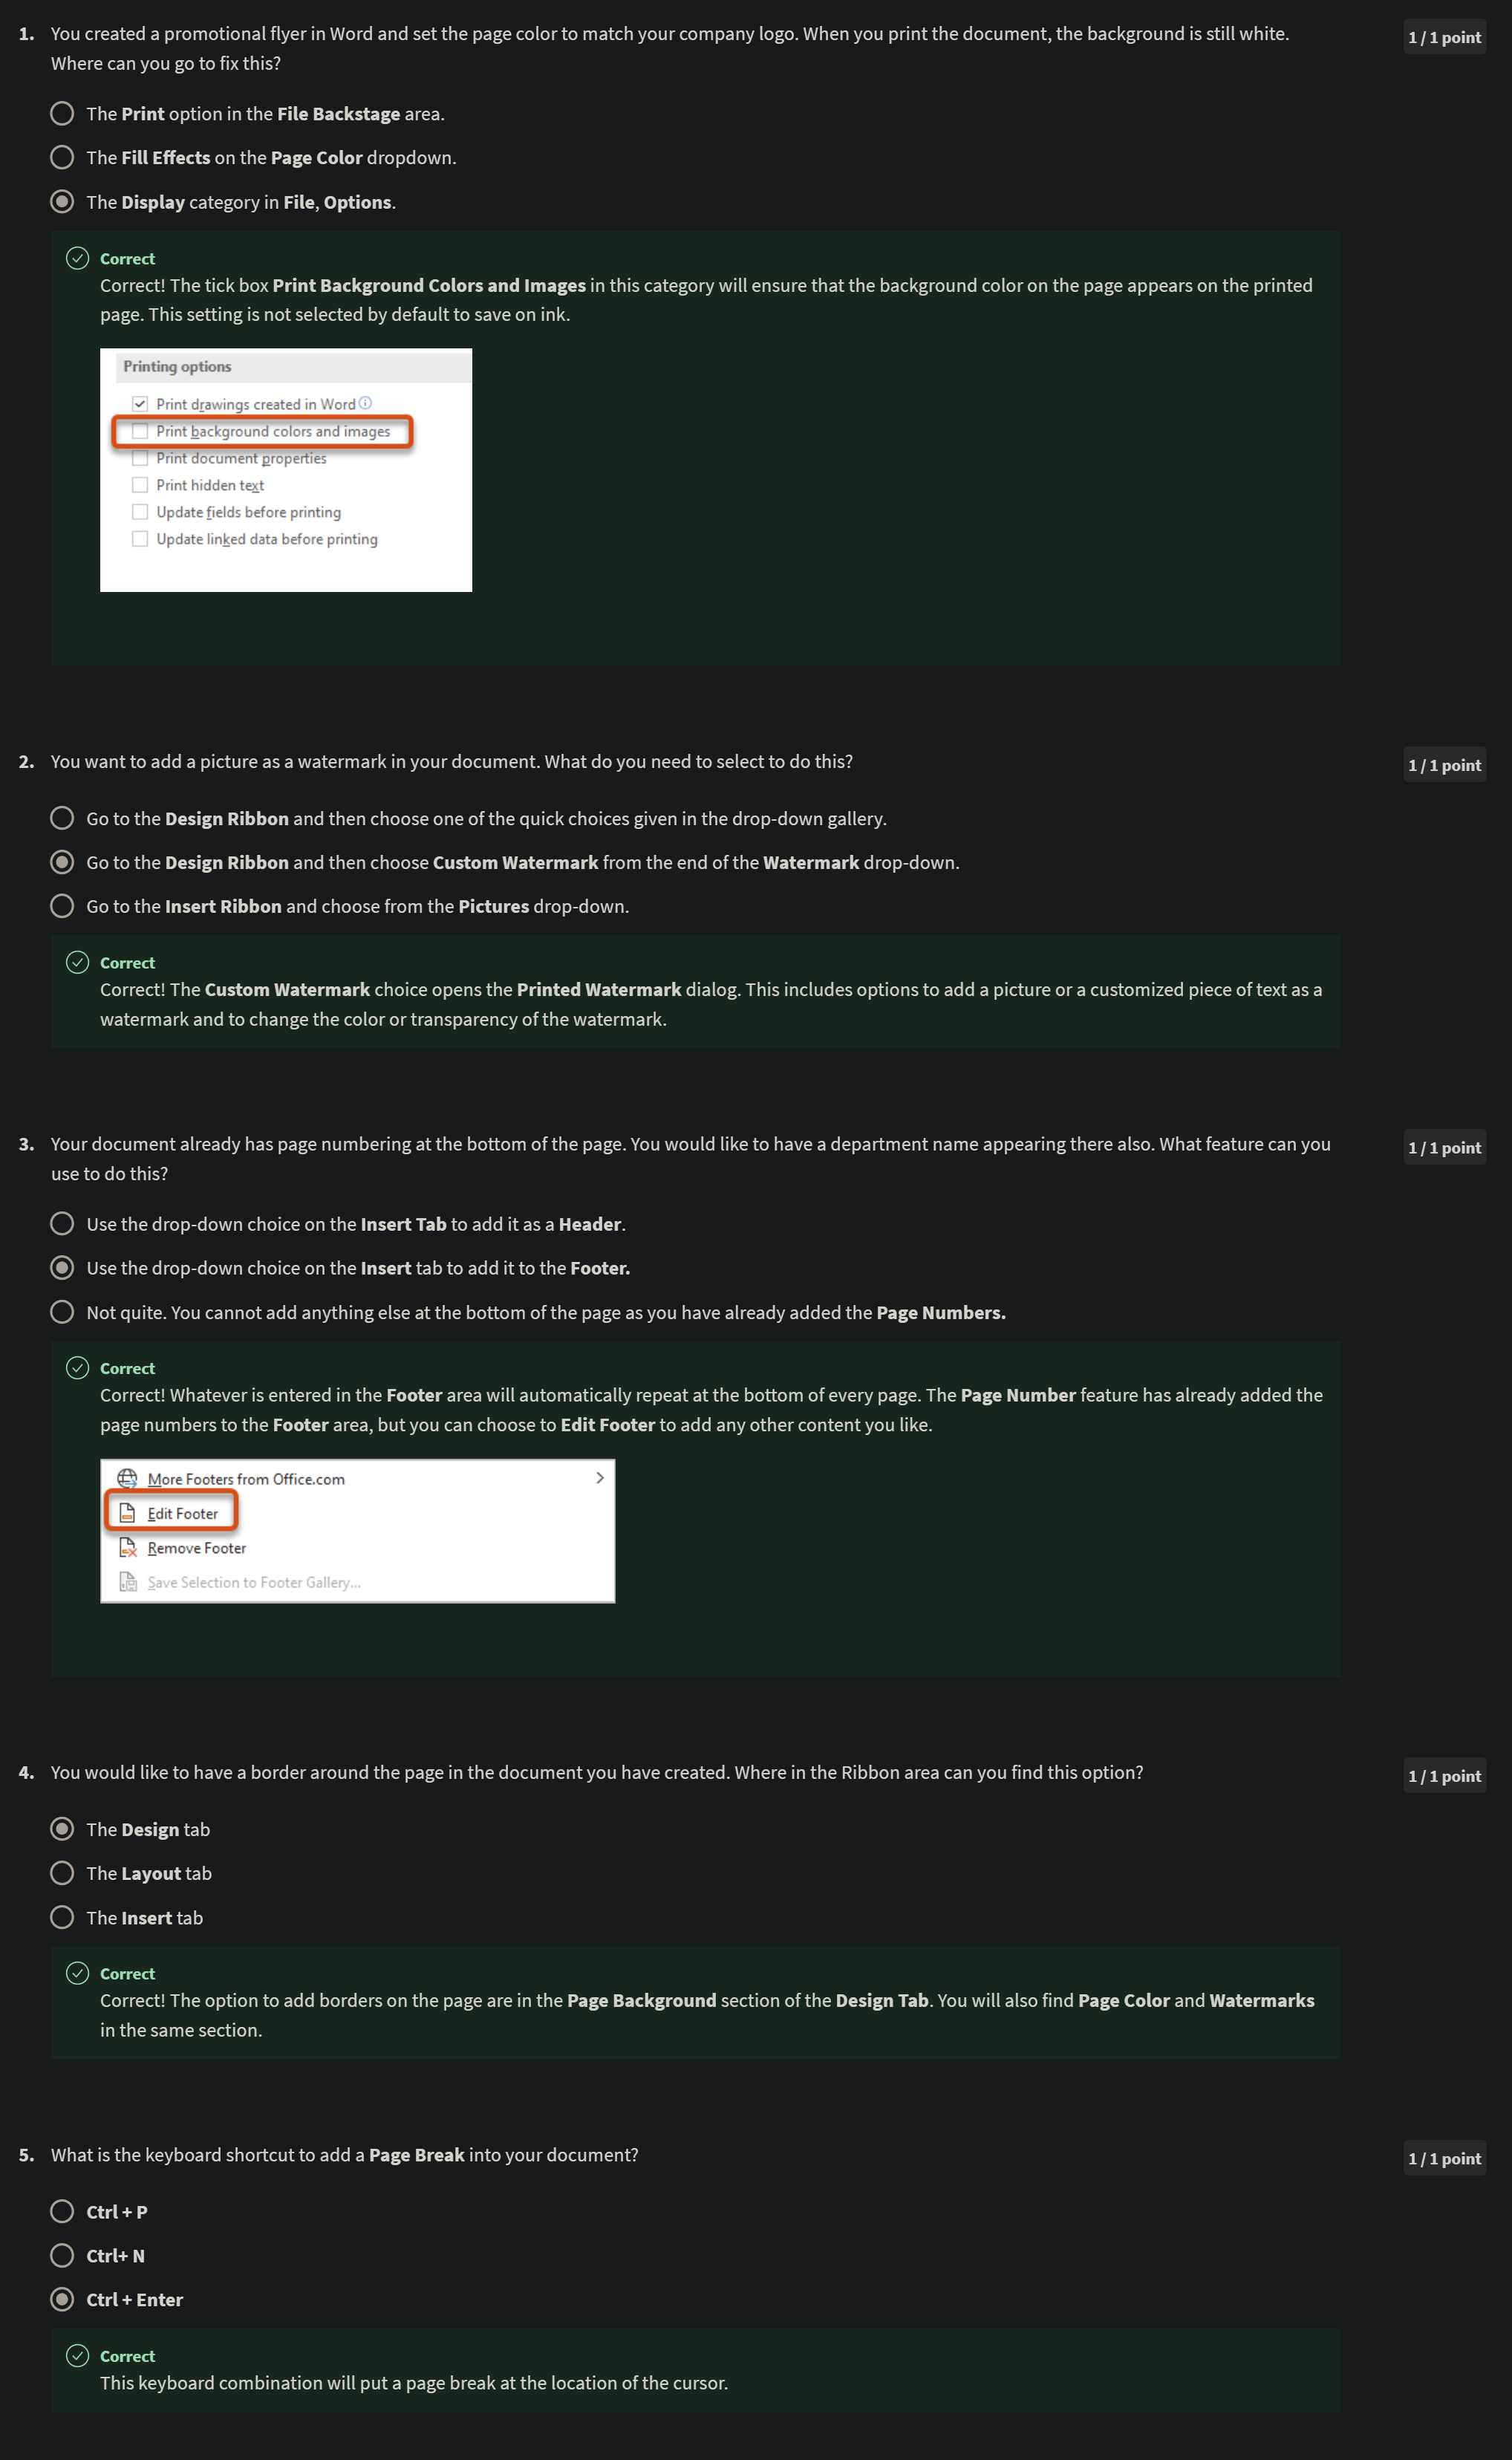 1. You created a promotional flyer in Word and set the page color to match your company logo. When you print the document, the background is still white.
Where can you go to fix this?
1 / 1 point
The Print option in the File Backstage area.
The Fill Effects on the Page Color dropdown.
The Display category in File, Options.
Correct
Correct! The tick box Print Background Colors and Images in this category will ensure that the background color on the page appears on the printed
page. This setting is not selected by default to save on ink.
Printing options
Print drawings created in Word
Print background colors and images
Print document properties
Print hidden text
Update fields before printing
Update linked data before printing
2. You want to add a picture as a watermark in your document. What do you need to select to do this?
1 / 1 point
Go to the Design Ribbon and then choose one of the quick choices given in the drop-down gallery.
Go to the Design Ribbon and then choose Custom Watermark from the end of the Watermark drop-down.
Go to the Insert Ribbon and choose from the Pictures drop-down.
Correct
Correct! The Custom Watermark choice opens the Printed Watermark dialog. This includes options to add a picture or a customized piece of text as a
watermark and to change the color or transparency of the watermark.
3. Your document already has page numbering at the bottom of the page. You would like to have a department name appearing there also. What feature can you
use to do this?
1 / 1 point
Use the drop-down choice on the Insert Tab to add it as a Header.
Use the drop-down choice on the Insert tab to add it to the Footer.
Not quite. You cannot add anything else at the bottom of the page as you have already added the Page Numbers.
Correct
Correct! Whatever is entered in the Footer area will automatically repeat at the bottom of every page. The Page Number feature has already added the
page numbers to the Footer area, but you can choose to Edit Footer to add any other content you like.
More Footers from Office.com
Edit Footer
Remove Footer
Save Selection to Footer Gallery...
4. You would like to have a border around the page in the document you have created. Where in the Ribbon area can you find this option?
1 / 1 point
The Design tab
The Layout tab
The Insert tab
Correct
Correct! The option to add borders on the page are in the Page Background section of the Design Tab. You will also find Page Color and Watermarks
in the same section.
5. What is the keyboard shortcut to add a Page Break into your document?
1 / 1 point
Ctrl + P
Ctrl+ N
Ctrl + Enter
Correct
This keyboard combination will put a page break at the location of the cursor.